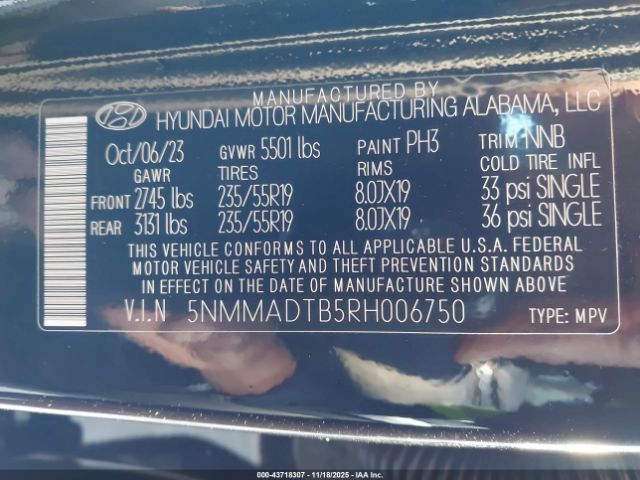 MANUFACTURED BY
HYUNDAI MOTOR MANUFACTURING ALABAMA, LLC
Oct/06/23 GVWR 5501 lbs PAINT PH3 TRIM NNB
GAWR TIRES RIMS COLD TIRE INFL
FRONT 2745 lbs 235/55R19 8.0JX19 33 psi SINGLE
REAR 3131 lbs 235/55R19 8.0JX19 36 psi SINGLE
THIS VEHICLE CONFORMS TO ALL APPLICABLE U.S.A. FEDERAL
MOTOR VEHICLE SAFETY AND THEFT PREVENTION STANDARDS
IN EFFECT ON THE DATE OF MANUFACTURE SHOWN ABOVE.
V.I.N 5NMMADTB5RH006750 TYPE: MPV
000-43718307 - 11/18/2025 - IAA Inc.